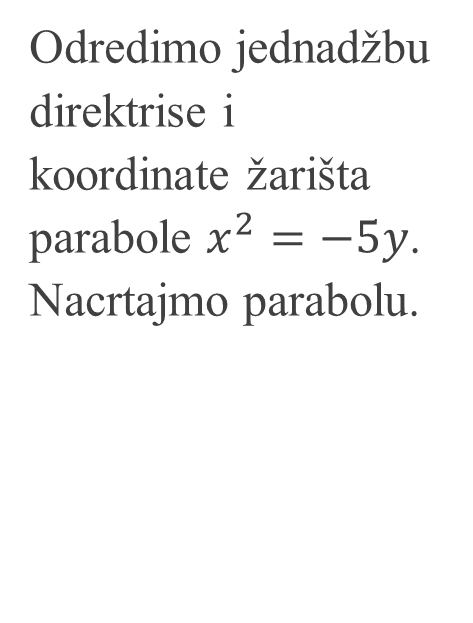 Odredimo jednadžbu
direktrise i
koordinate žarišta
parabole x² = −5y.
Nacrtajmo parabolu.